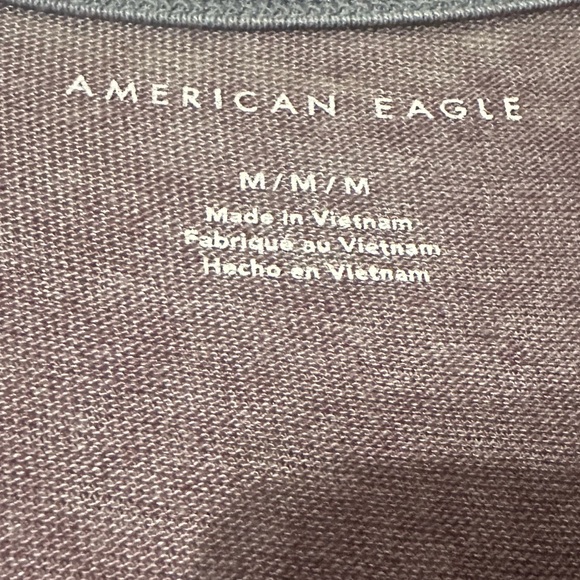 AMERICAN EAGLE
M/M/M
Made in Vietnam
Fabriqué au Vietnam
Hecho en Vietnam